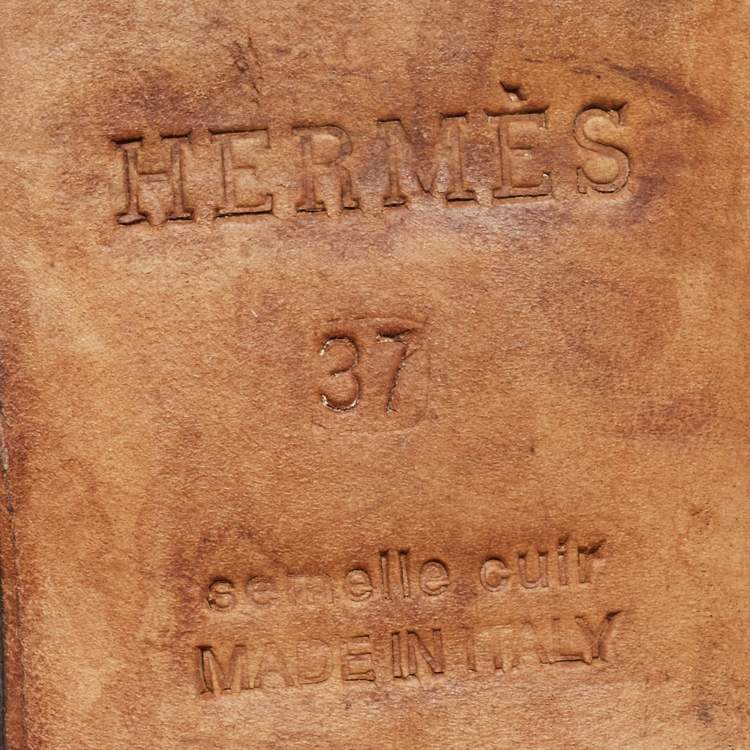 HERMÈS
37
semelle cuir
MADE IN ITALY